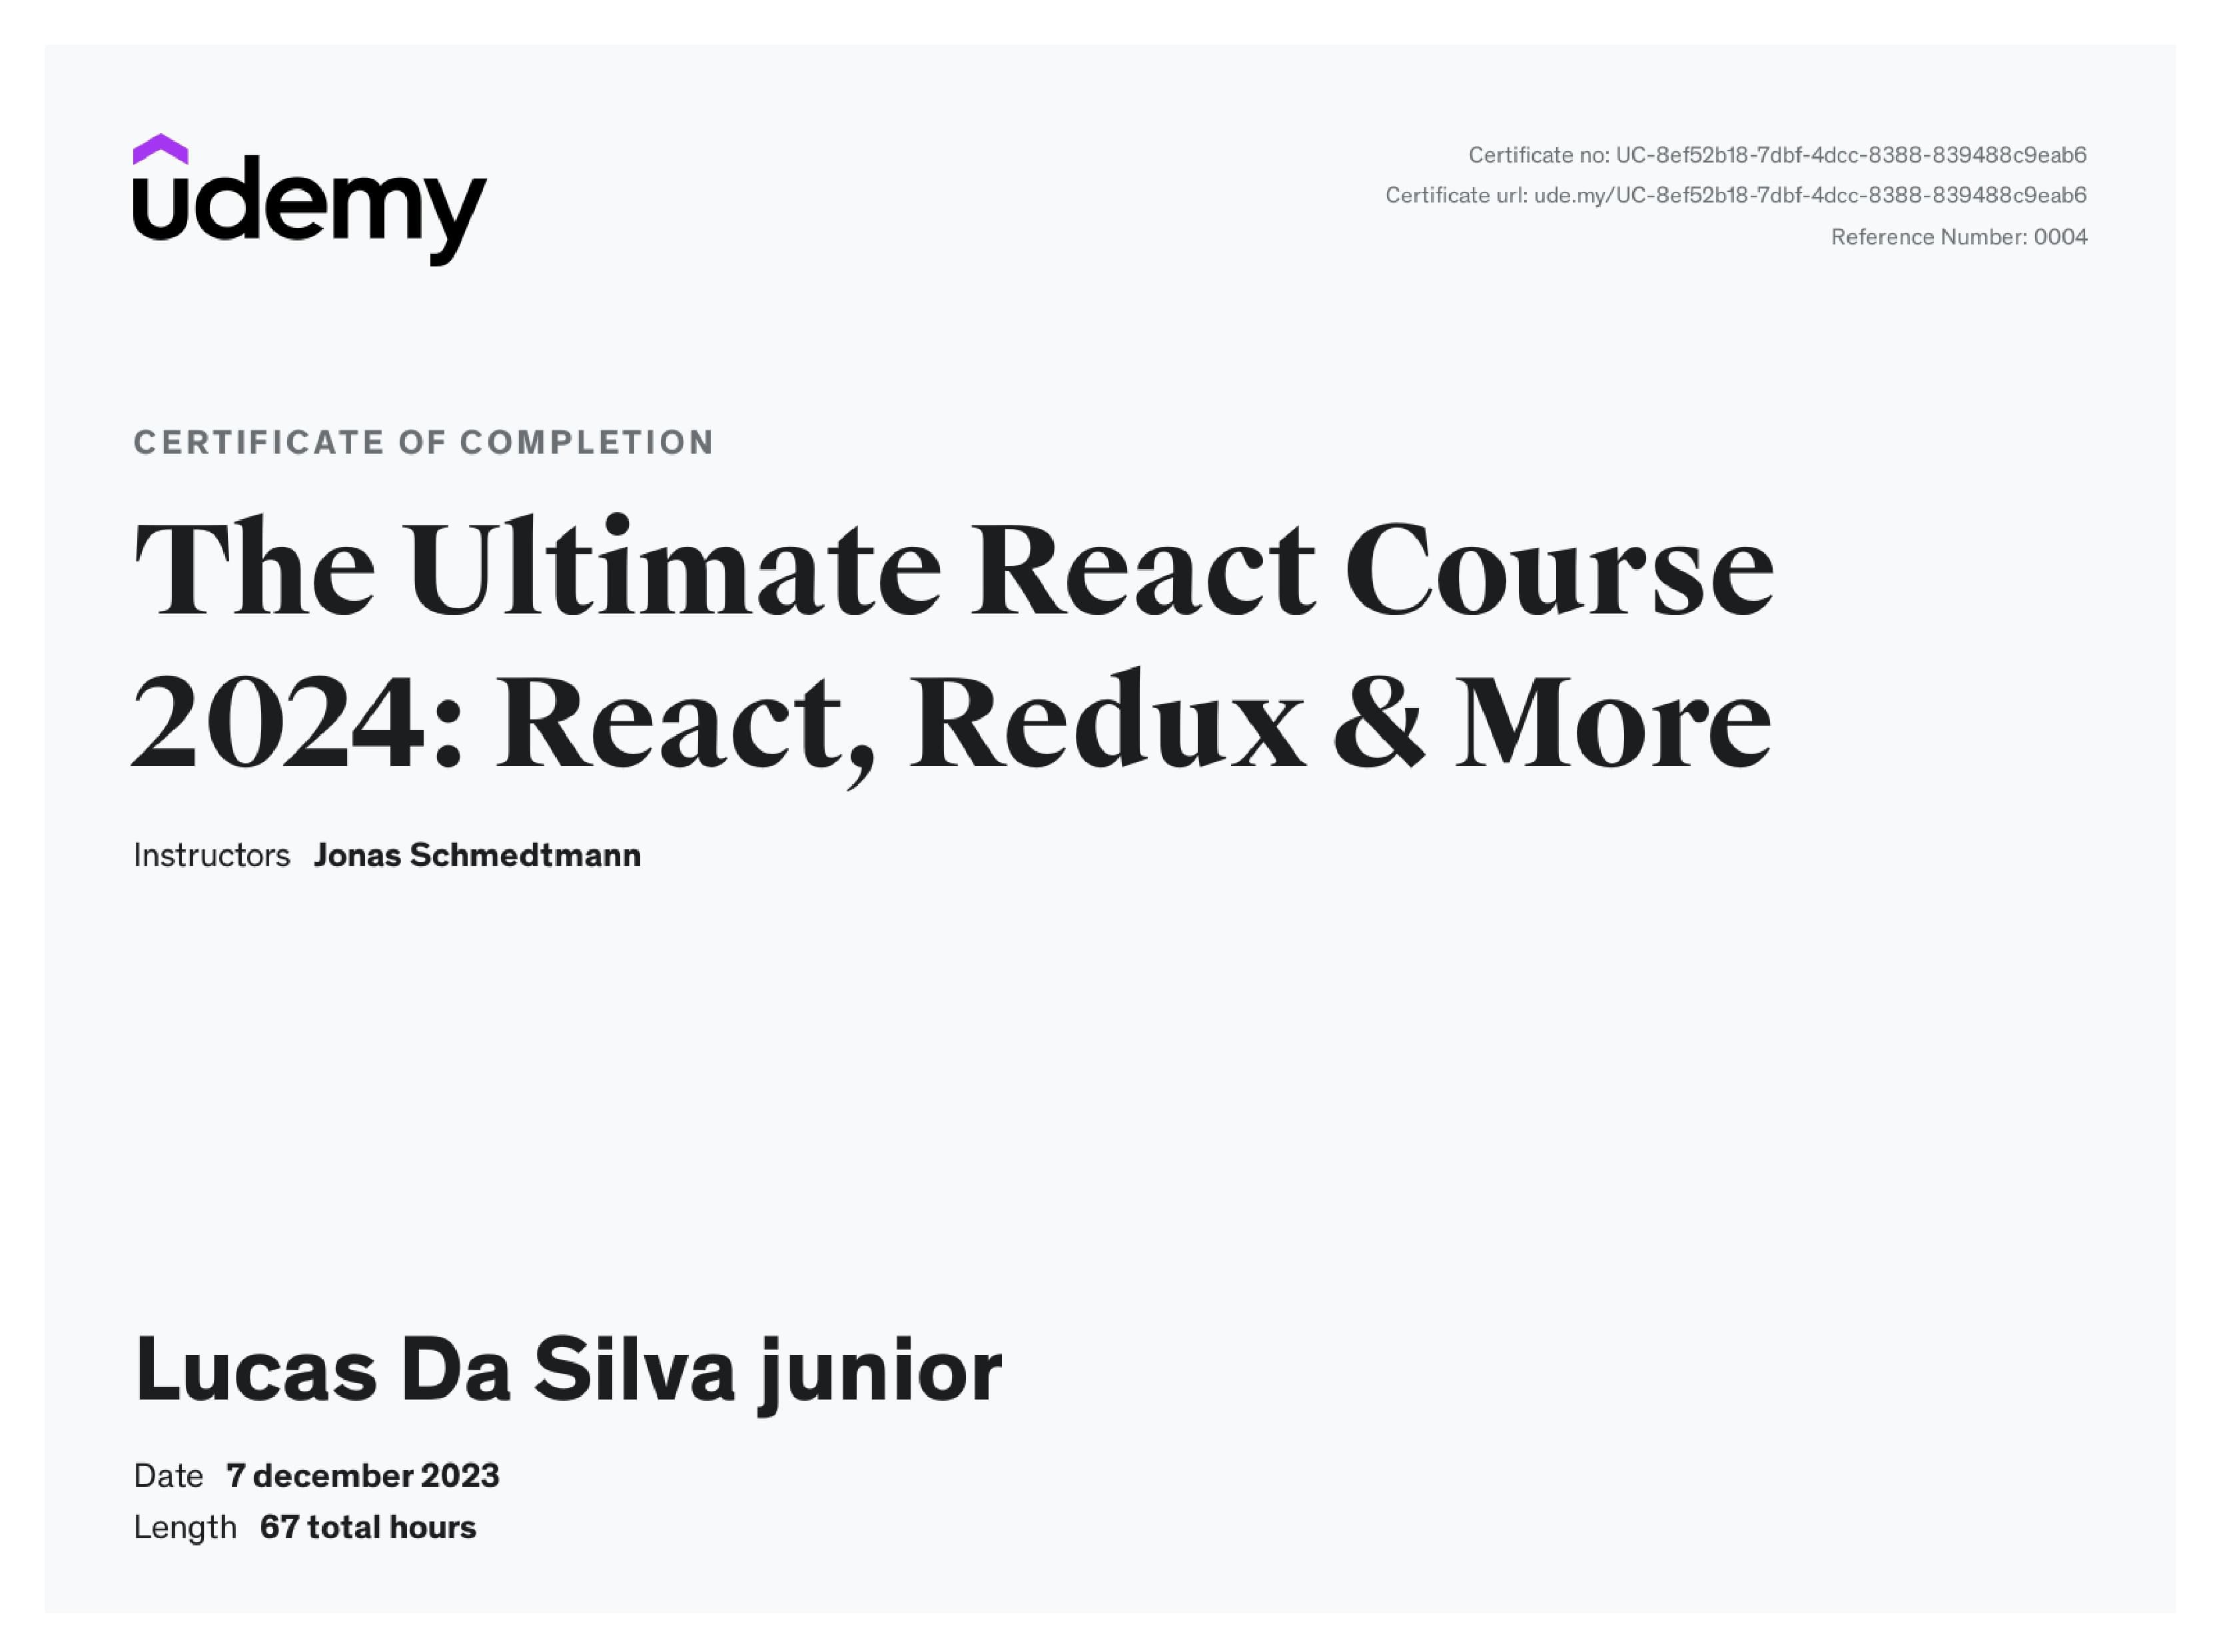 udemy
Certificate no: UC-8ef52b18-7dbf-4dcc-8388-839488c9eab6
Certificate url: ude.my/UC-8ef52b18-7dbf-4dcc-8388-839488c9eab6
Reference Number: 0004
CERTIFICATE OF COMPLETION
The Ultimate React Course
2024: React, Redux & More
Instructors Jonas Schmedtmann
Lucas Da Silva junior
Date 7 december 2023
Length 67 total hours